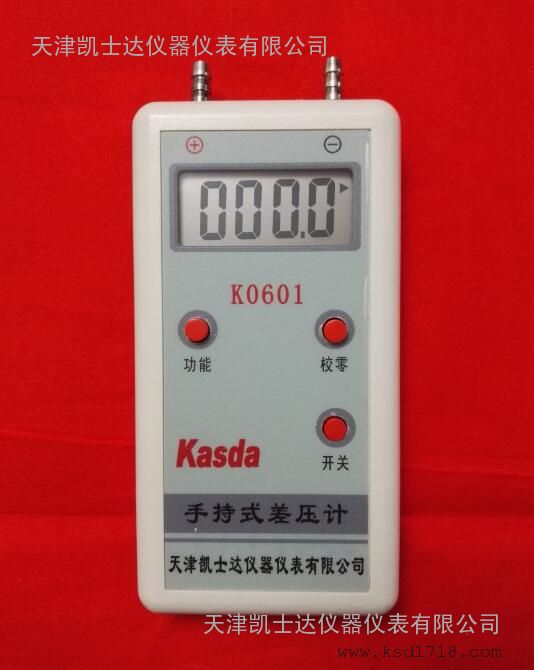 天津凯士达仪器仪表有限公司
+ −
000.0
K0601
功能 校零
Kasda
开关
手持式差压计
天津凯士达仪器仪表有限公司
天津凯士达仪器仪表有限公司
www.ksd1718.com